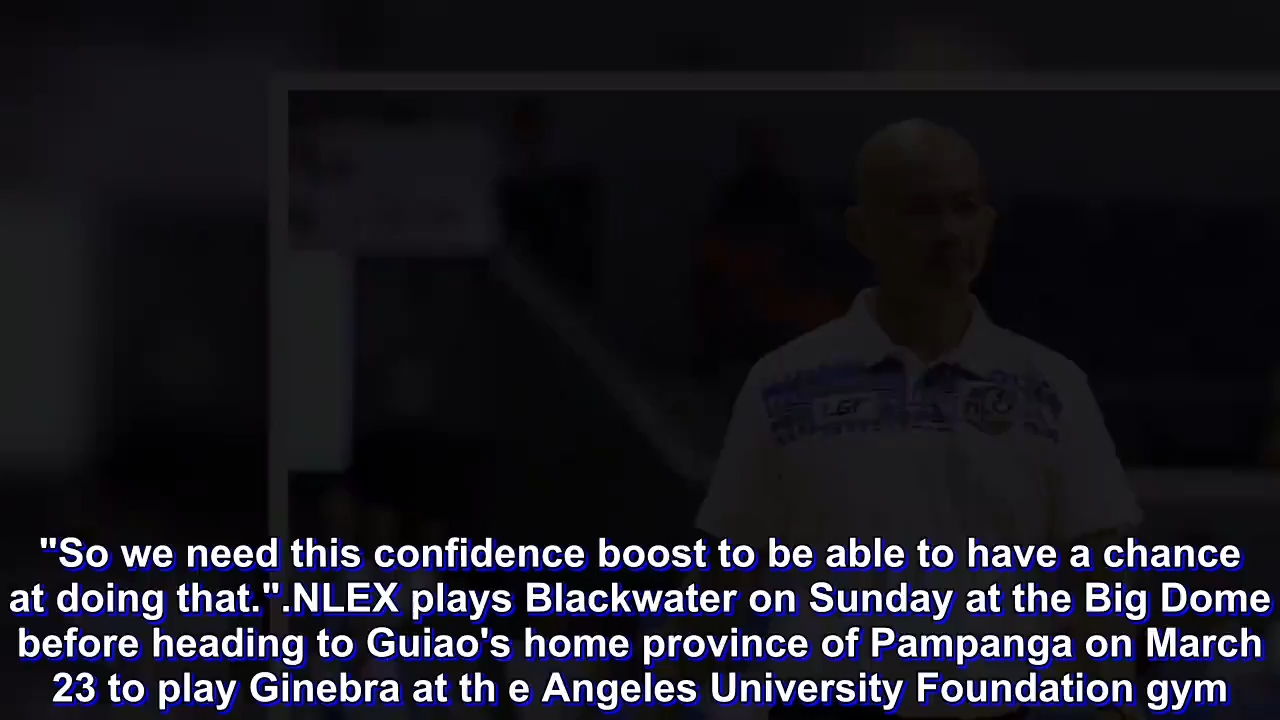 LGR
NLEX
"So we need this confidence boost to be able to have a chance
at doing that.".NLEX plays Blackwater on Sunday at the Big Dome
before heading to Guiao's home province of Pampanga on March
23 to play Ginebra at th e Angeles University Foundation gym